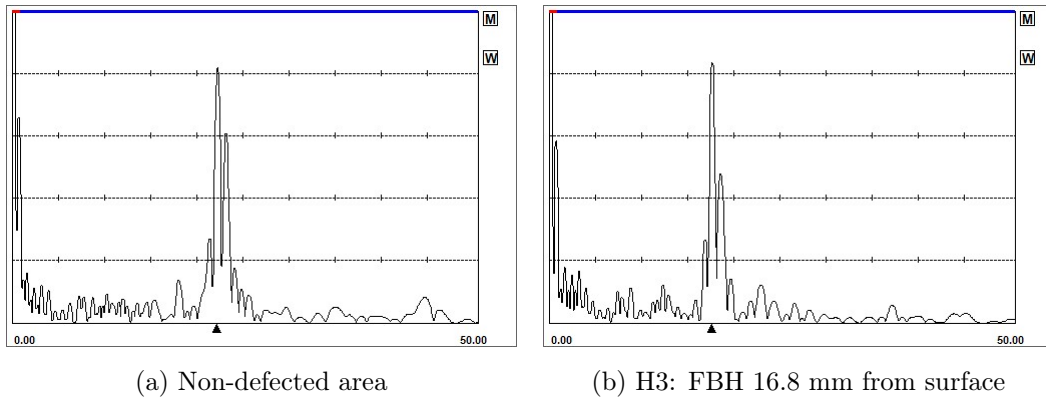 M
W
0.00 50.00
(a) Non-defected area
M
W
0.00 50.00
(b) H3: FBH 16.8 mm from surface